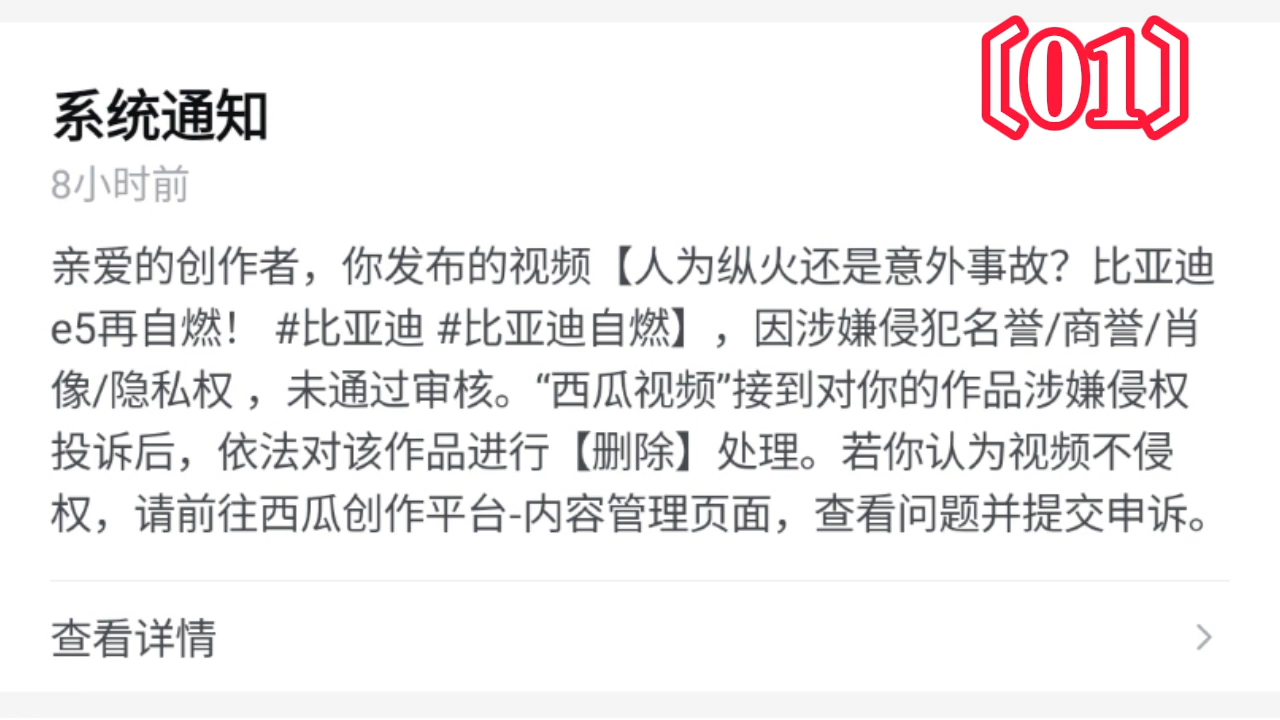 〔01〕
系统通知
8小时前
亲爱的创作者，你发布的视频【人为纵火还是意外事故？比亚迪
e5再自燃！ #比亚迪 #比亚迪自燃】，因涉嫌侵犯名誉/商誉/肖
像/隐私权 ，未通过审核。“西瓜视频”接到对你的作品涉嫌侵权
投诉后，依法对该作品进行【删除】处理。若你认为视频不侵
权，请前往西瓜创作平台-内容管理页面，查看问题并提交申诉。
查看详情